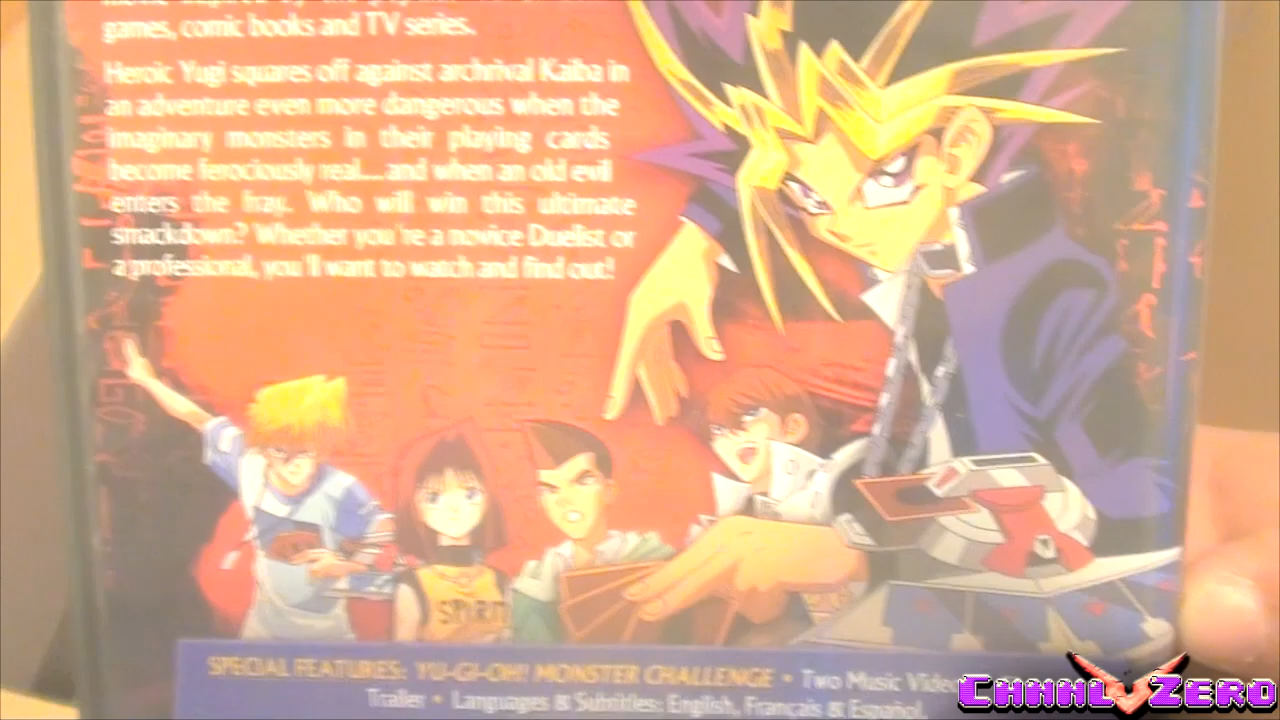 games, comic books and TV series.
Heroic Yugi squares off against archrival Kaiba in
an adventure even more dangerous when the
imaginary monsters in their playing cards
become ferociously real... and when an old evil
enters the fray. Who will win this ultimate
smackdown? Whether you're a novice Duelist or
a professional, you'll want to watch and find out!
SPIRIT
SPECIAL FEATURES: YU-GI-OH! MONSTER CHALLENGE • Two Music Video
Trailer • Languages & Subtitles: English, Français & Español.
ZERO